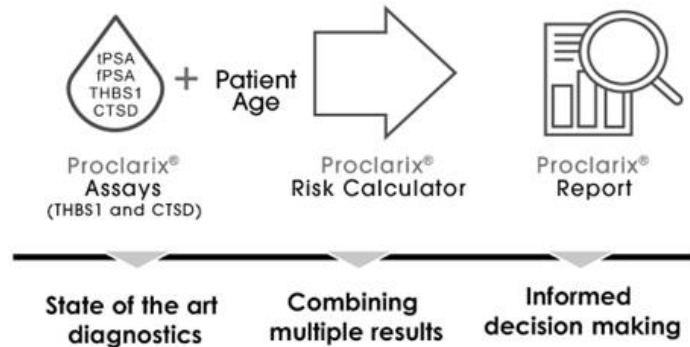 tPSA
fPSA
THBS1
CTSD
+
Patient
Age
Proclarix®
Assays
(THBS1 and CTSD)
Proclarix®
Risk Calculator
Proclarix®
Report
State of the art
diagnostics
Combining
multiple results
Informed
decision making